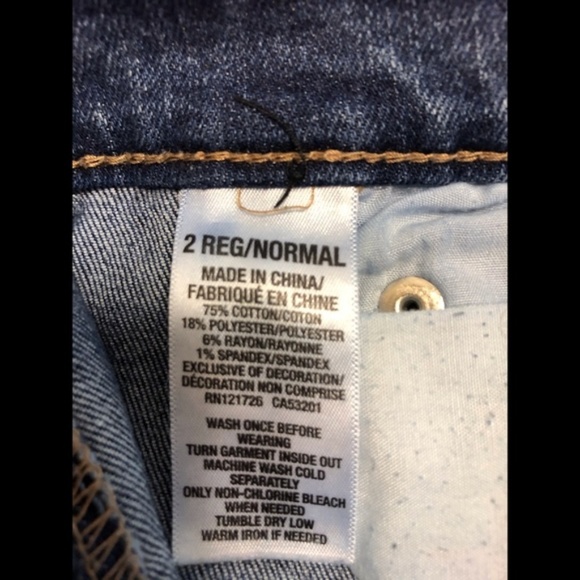 2 REG/NORMAL
MADE IN CHINA/
FABRIQUÉ EN CHINE
75% COTTON/COTON
18% POLYESTER/POLYESTER
6% RAYON/RAYONNE
1% SPANDEX/SPANDEX
EXCLUSIVE OF DECORATION/
DÉCORATION NON COMPRISE
RN121726 CA53201
WASH ONCE BEFORE
WEARING
TURN GARMENT INSIDE OUT
MACHINE WASH COLD
SEPARATELY
ONLY NON-CHLORINE BLEACH
WHEN NEEDED
TUMBLE DRY LOW
WARM IRON IF NEEDED